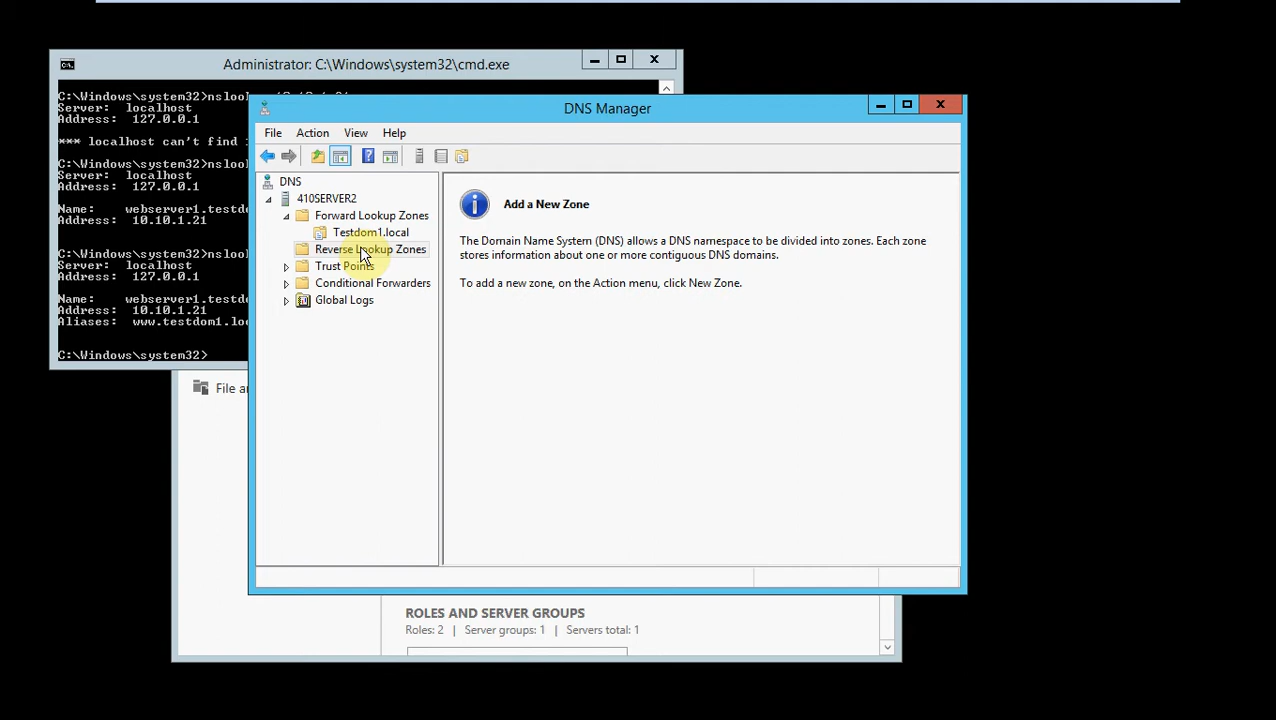 Administrator: C:\Windows\system32\cmd.exe
C:\Windows\system32>nsloo
Server: localhost
Address: 127.0.0.1
*** localhost can't find
C:\Windows\system32>nslool
Server: localhost
Address: 127.0.0.1
Name: webserver1.testdo
Address: 10.10.1.21
C:\Windows\system32>nslool
Server: localhost
Address: 127.0.0.1
Name: webserver1.testdo
Address: 10.10.1.21
Aliases: www.testdom1.lo
C:\Windows\system32>
DNS Manager
File Action View Help
DNS
410SERVER2
Forward Lookup Zones
Testdom1.local
Reverse Lookup Zones
Trust Points
Conditional Forwarders
Global Logs
Add a New Zone
The Domain Name System (DNS) allows a DNS namespace to be divided into zones. Each zone
stores information about one or more contiguous DNS domains.
To add a new zone, on the Action menu, click New Zone.
File a
ROLES AND SERVER GROUPS
Roles: 2 | Server groups: 1 | Servers total: 1